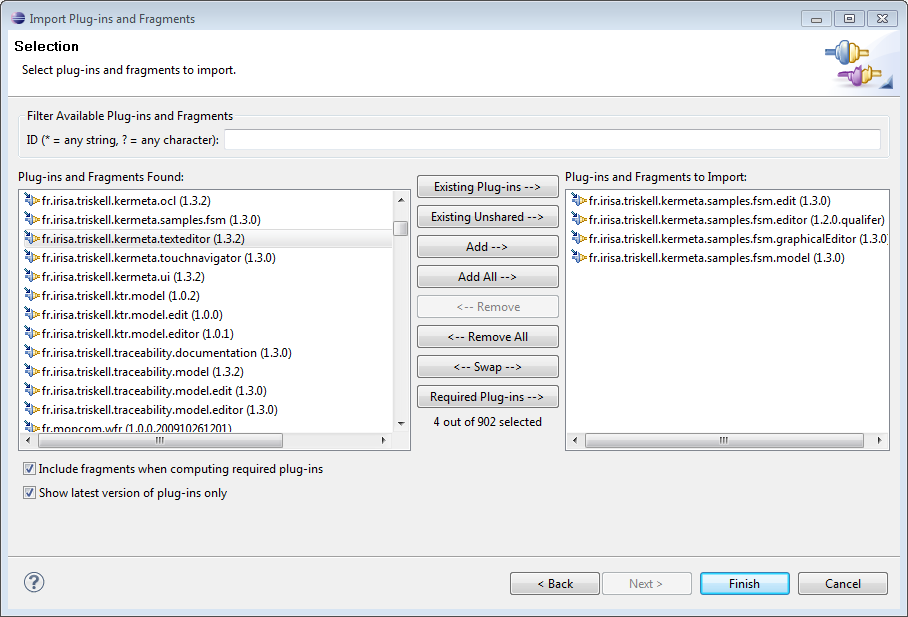 Import Plug-ins and Fragments
Selection
Select plug-ins and fragments to import.
Filter Available Plug-ins and Fragments
ID (* = any string, ? = any character):
Plug-ins and Fragments Found:
fr.irisa.triskell.kermeta.ocl (1.3.2)
fr.irisa.triskell.kermeta.samples.fsm (1.3.0)
fr.irisa.triskell.kermeta.texteditor (1.3.2)
fr.irisa.triskell.kermeta.touchnavigator (1.3.0)
fr.irisa.triskell.kermeta.ui (1.3.2)
fr.irisa.triskell.ktr.model (1.0.2)
fr.irisa.triskell.ktr.model.edit (1.0.0)
fr.irisa.triskell.ktr.model.editor (1.0.1)
fr.irisa.triskell.traceability.documentation (1.3.0)
fr.irisa.triskell.traceability.model (1.3.2)
fr.irisa.triskell.traceability.model.edit (1.3.0)
fr.irisa.triskell.traceability.model.editor (1.3.0)
fr.mopcom.wfr (1.0.0.200910261201)
Existing Plug-ins -->
Existing Unshared -->
Add -->
Add All -->
<-- Remove
<-- Remove All
<-- Swap -->
Required Plug-ins -->
4 out of 902 selected
Plug-ins and Fragments to Import:
fr.irisa.triskell.kermeta.samples.fsm.edit (1.3.0)
fr.irisa.triskell.kermeta.samples.fsm.editor (1.2.0.qualifer)
fr.irisa.triskell.kermeta.samples.fsm.graphicalEditor (1.3.0)
fr.irisa.triskell.kermeta.samples.fsm.model (1.3.0)
Include fragments when computing required plug-ins
Show latest version of plug-ins only
?
< Back
Next >
Finish
Cancel